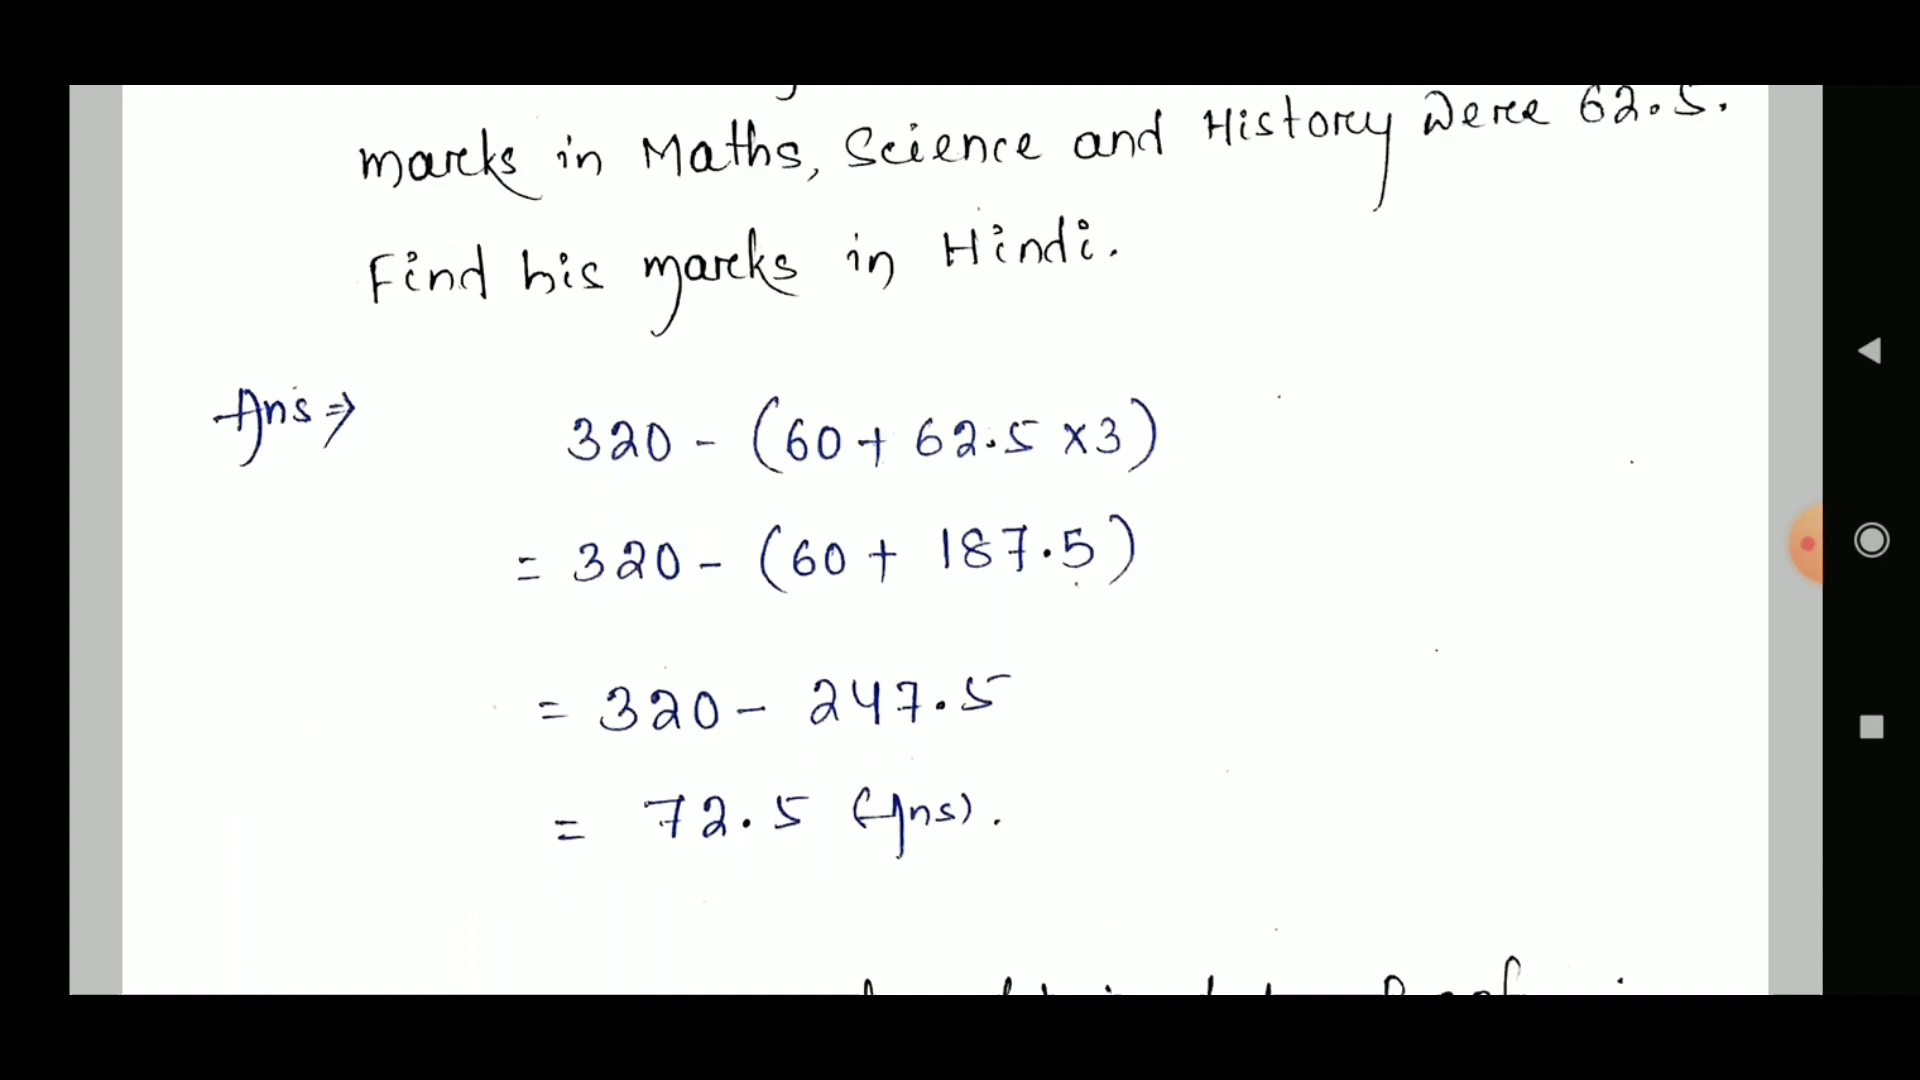 marks in Maths, Science and History were 62.5.
Find his marks in Hindi.
Ans ⇒ 320 - (60 + 62.5 × 3)
= 320 - (60 + 187.5)
= 320 - 247.5
= 72.5 (Ans).